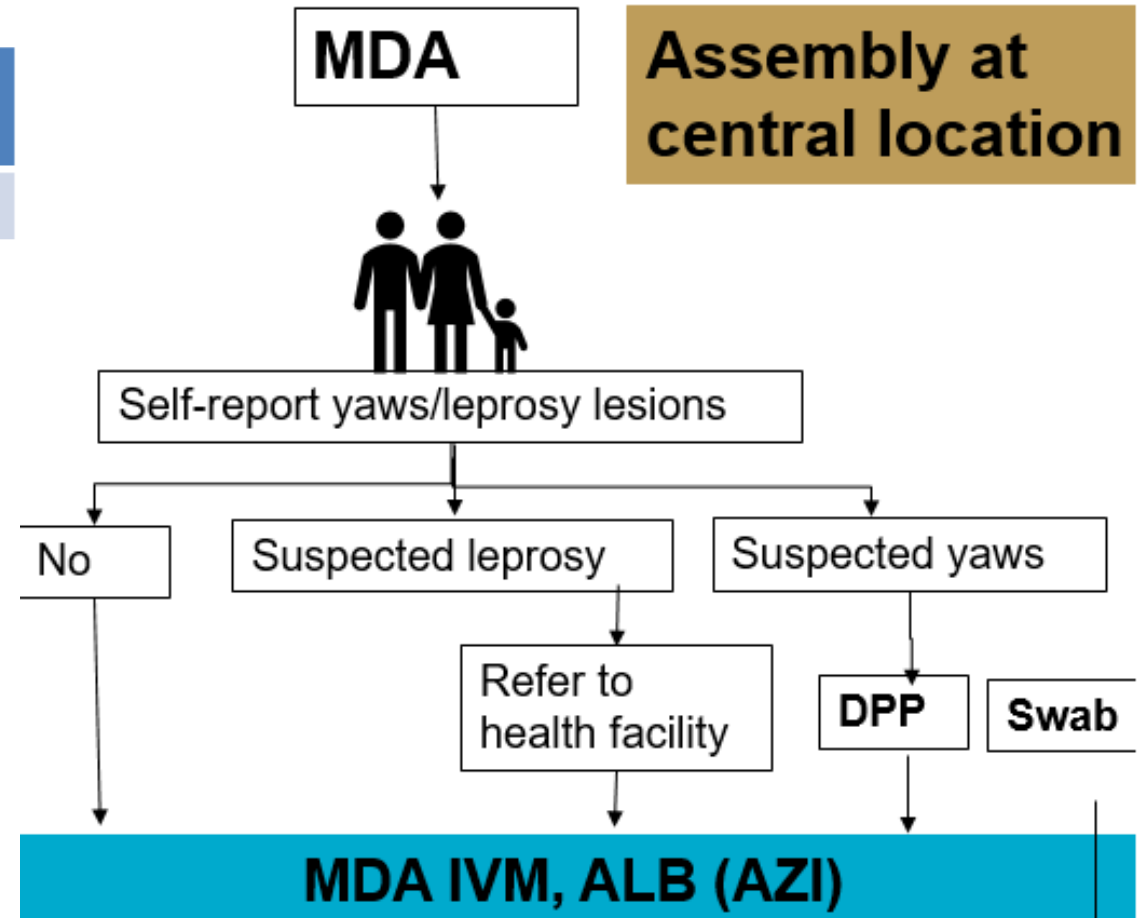 MDA
Assembly at
central location
Self-report yaws/leprosy lesions
No
Suspected leprosy
Suspected yaws
Refer to
health facility
DPP
Swab
MDA IVM, ALB (AZI)